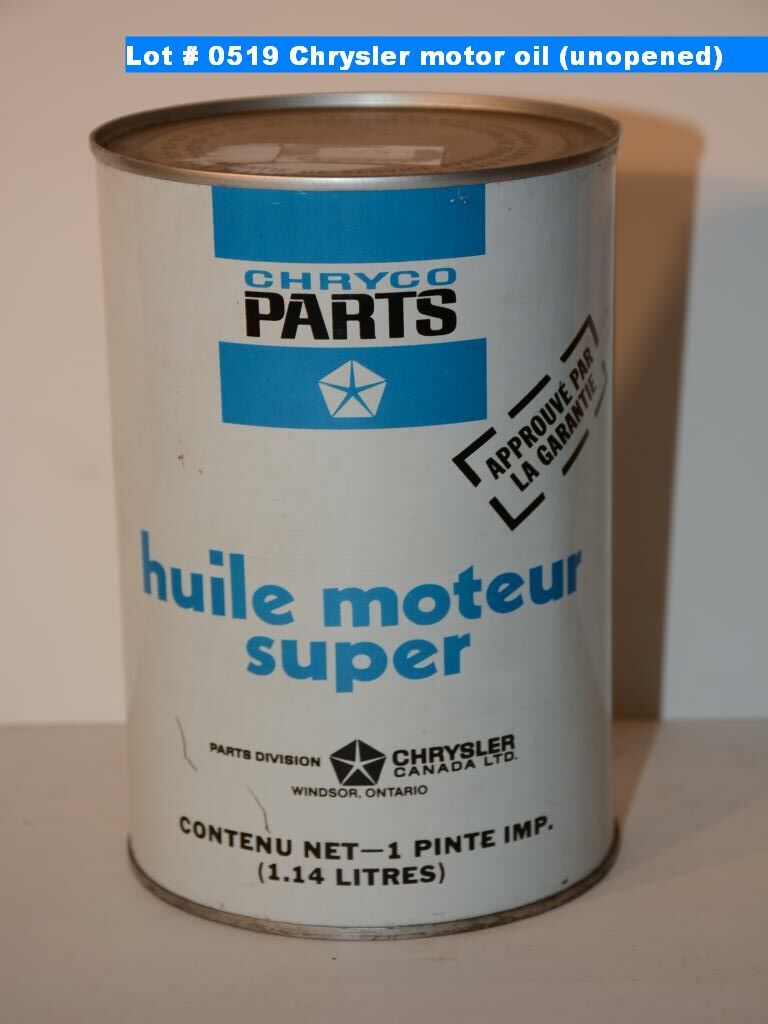 Lot # 0519 Chrysler motor oil (unopened)
CHRYCO
PARTS
APPROUVÉ PAR
LA GARANTIE
huile moteur
super
PARTS DIVISION CHRYSLER
CANADA LTD.
WINDSOR, ONTARIO
CONTENU NET—1 PINTE IMP.
(1.14 LITRES)